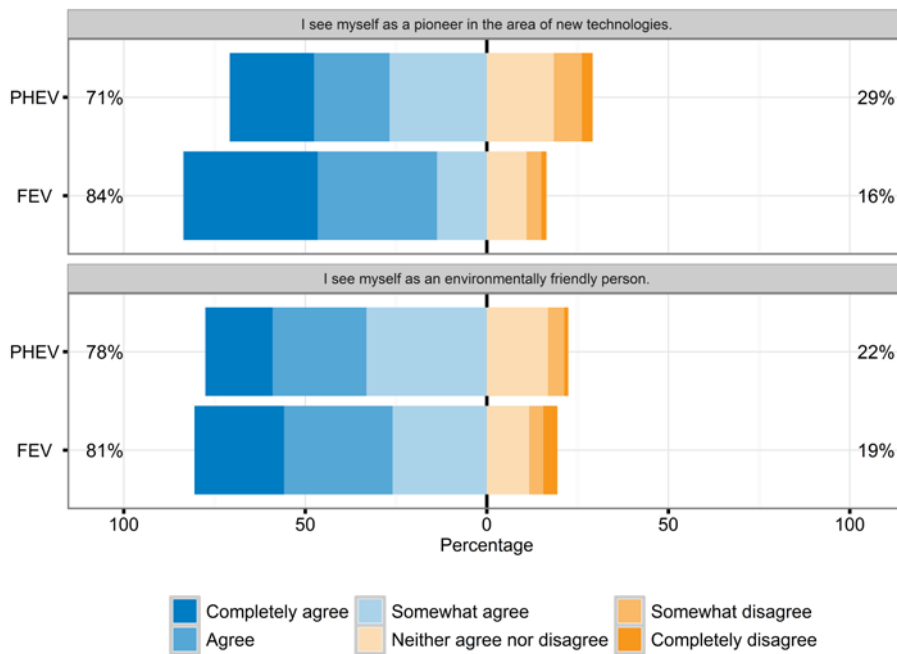 I see myself as a pioneer in the area of new technologies.
PHEV 71% 29%
FEV 84% 16%
I see myself as an environmentally friendly person.
PHEV 78% 22%
FEV 81% 19%
100 50 0 50 100
Percentage
Completely agree Somewhat agree Somewhat disagree
Agree Neither agree nor disagree Completely disagree